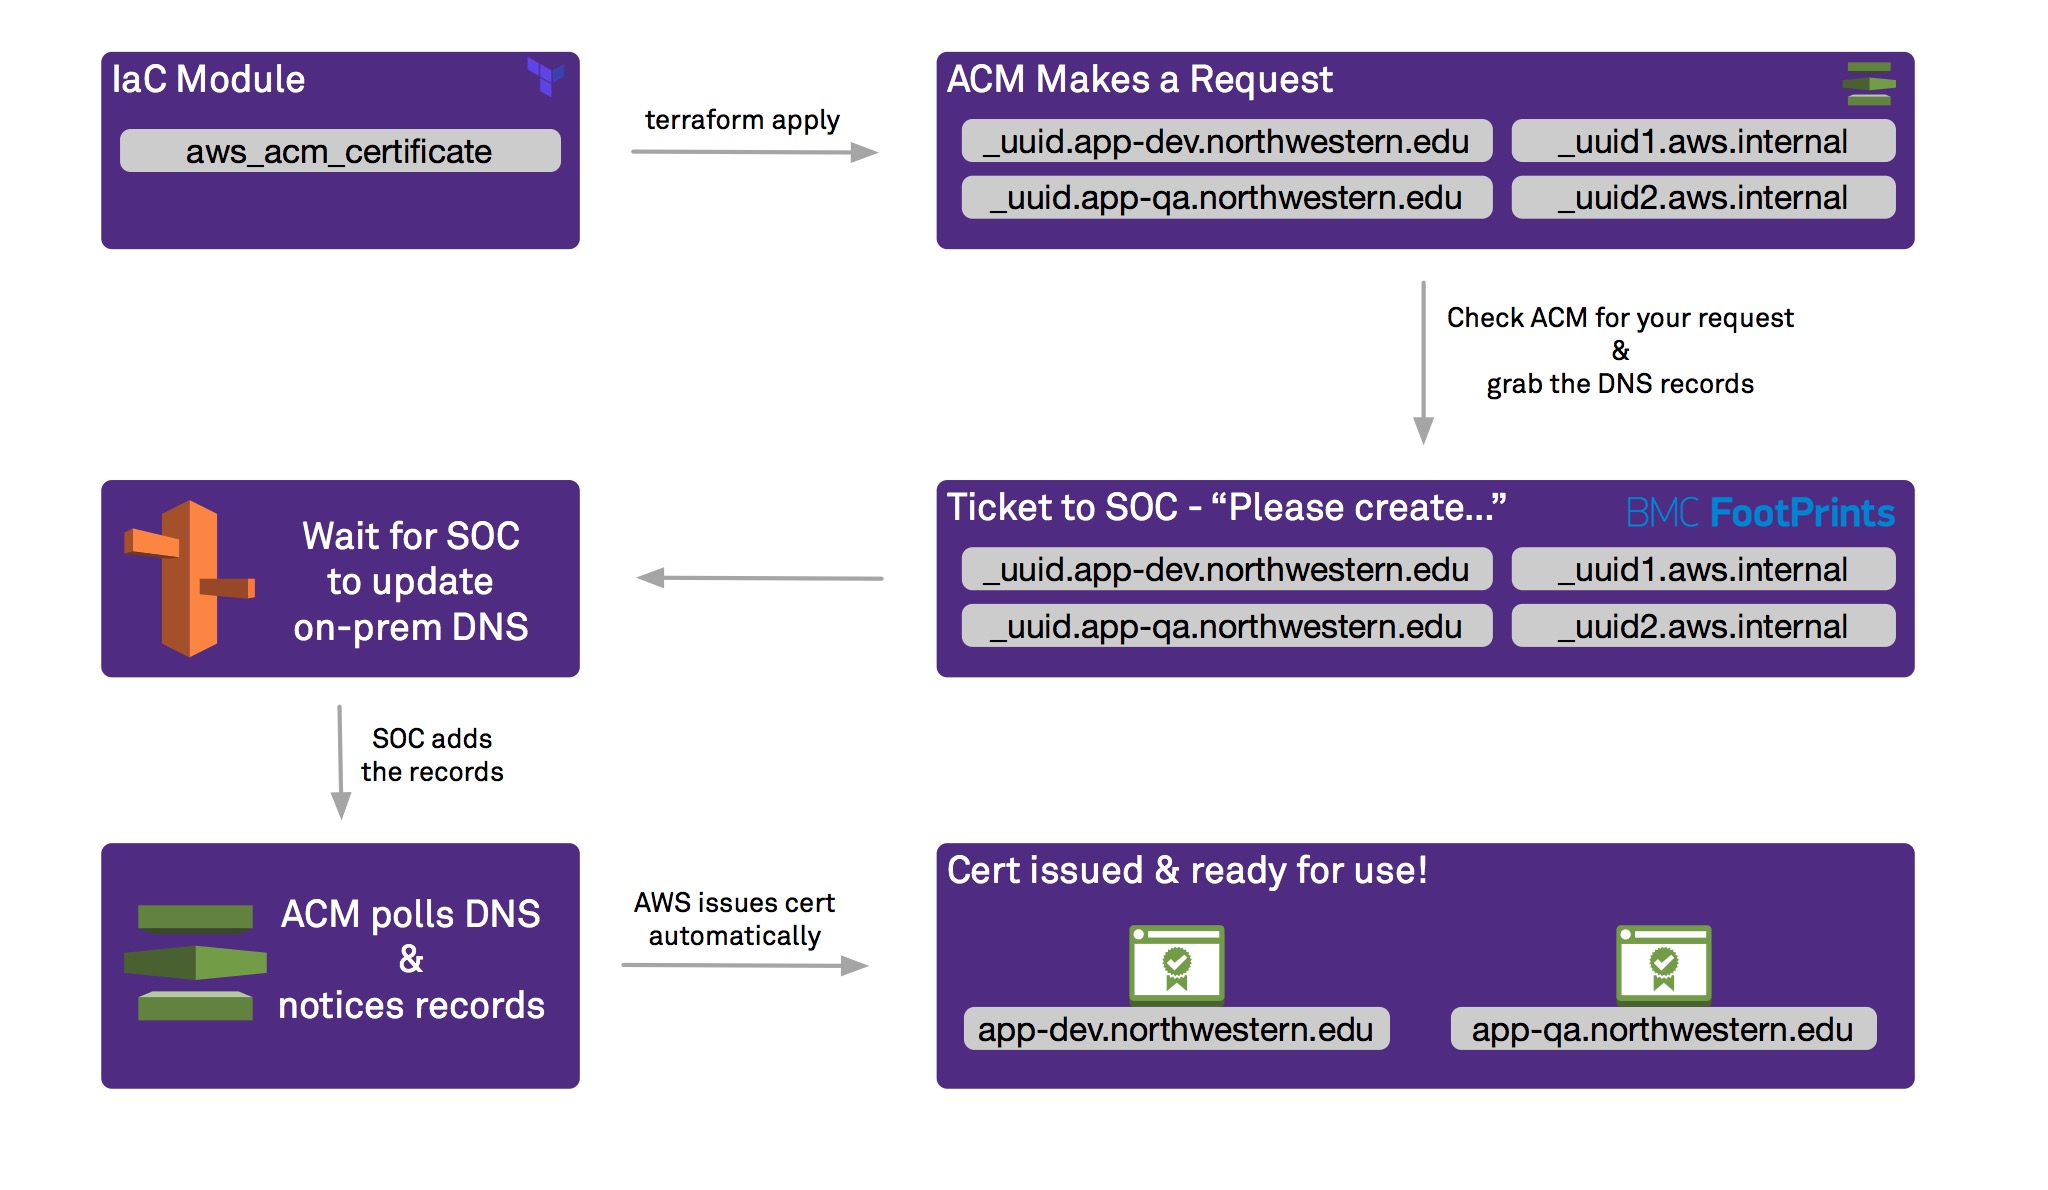 IaC Module
aws_acm_certificate
terraform apply
ACM Makes a Request
_uuid.app-dev.northwestern.edu
_uuid1.aws.internal
_uuid.app-qa.northwestern.edu
_uuid2.aws.internal
Check ACM for your request
&
grab the DNS records
Ticket to SOC - “Please create...”
BMC FootPrints
_uuid.app-dev.northwestern.edu
_uuid1.aws.internal
_uuid.app-qa.northwestern.edu
_uuid2.aws.internal
Wait for SOC
to update
on-prem DNS
SOC adds
the records
ACM polls DNS
&
notices records
AWS issues cert
automatically
Cert issued & ready for use!
app-dev.northwestern.edu
app-qa.northwestern.edu